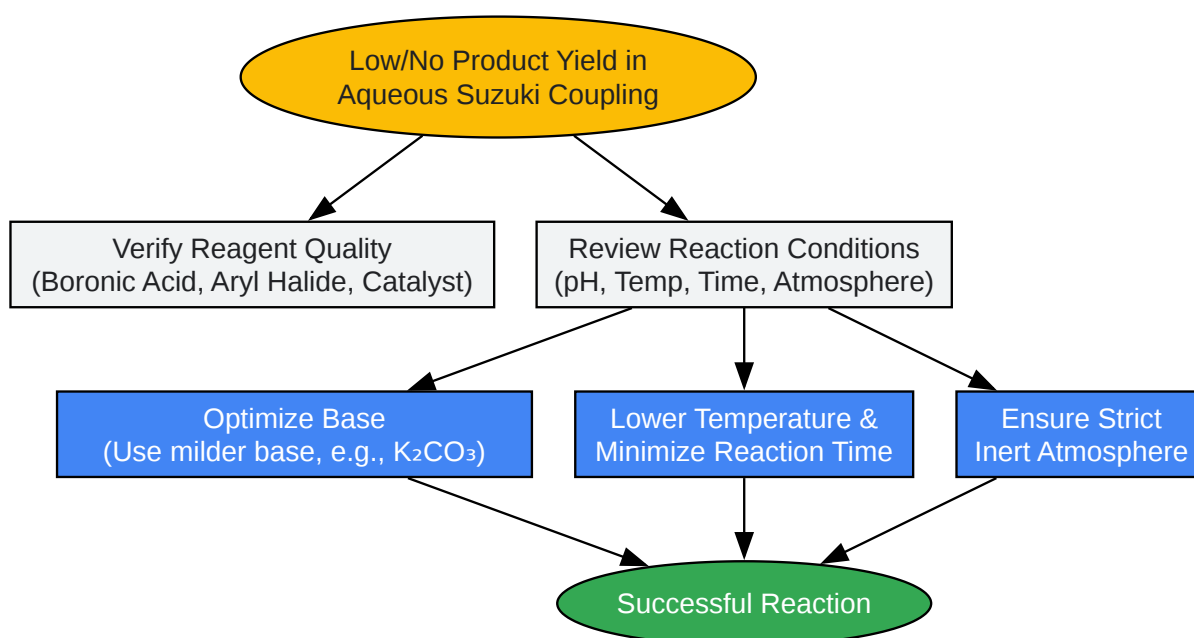 Low/No Product Yield in
Aqueous Suzuki Coupling
Verify Reagent Quality
(Boronic Acid, Aryl Halide, Catalyst)
Review Reaction Conditions
(pH, Temp, Time, Atmosphere)
Optimize Base
(Use milder base, e.g., K₂CO₃)
Lower Temperature &
Minimize Reaction Time
Ensure Strict
Inert Atmosphere
Successful Reaction